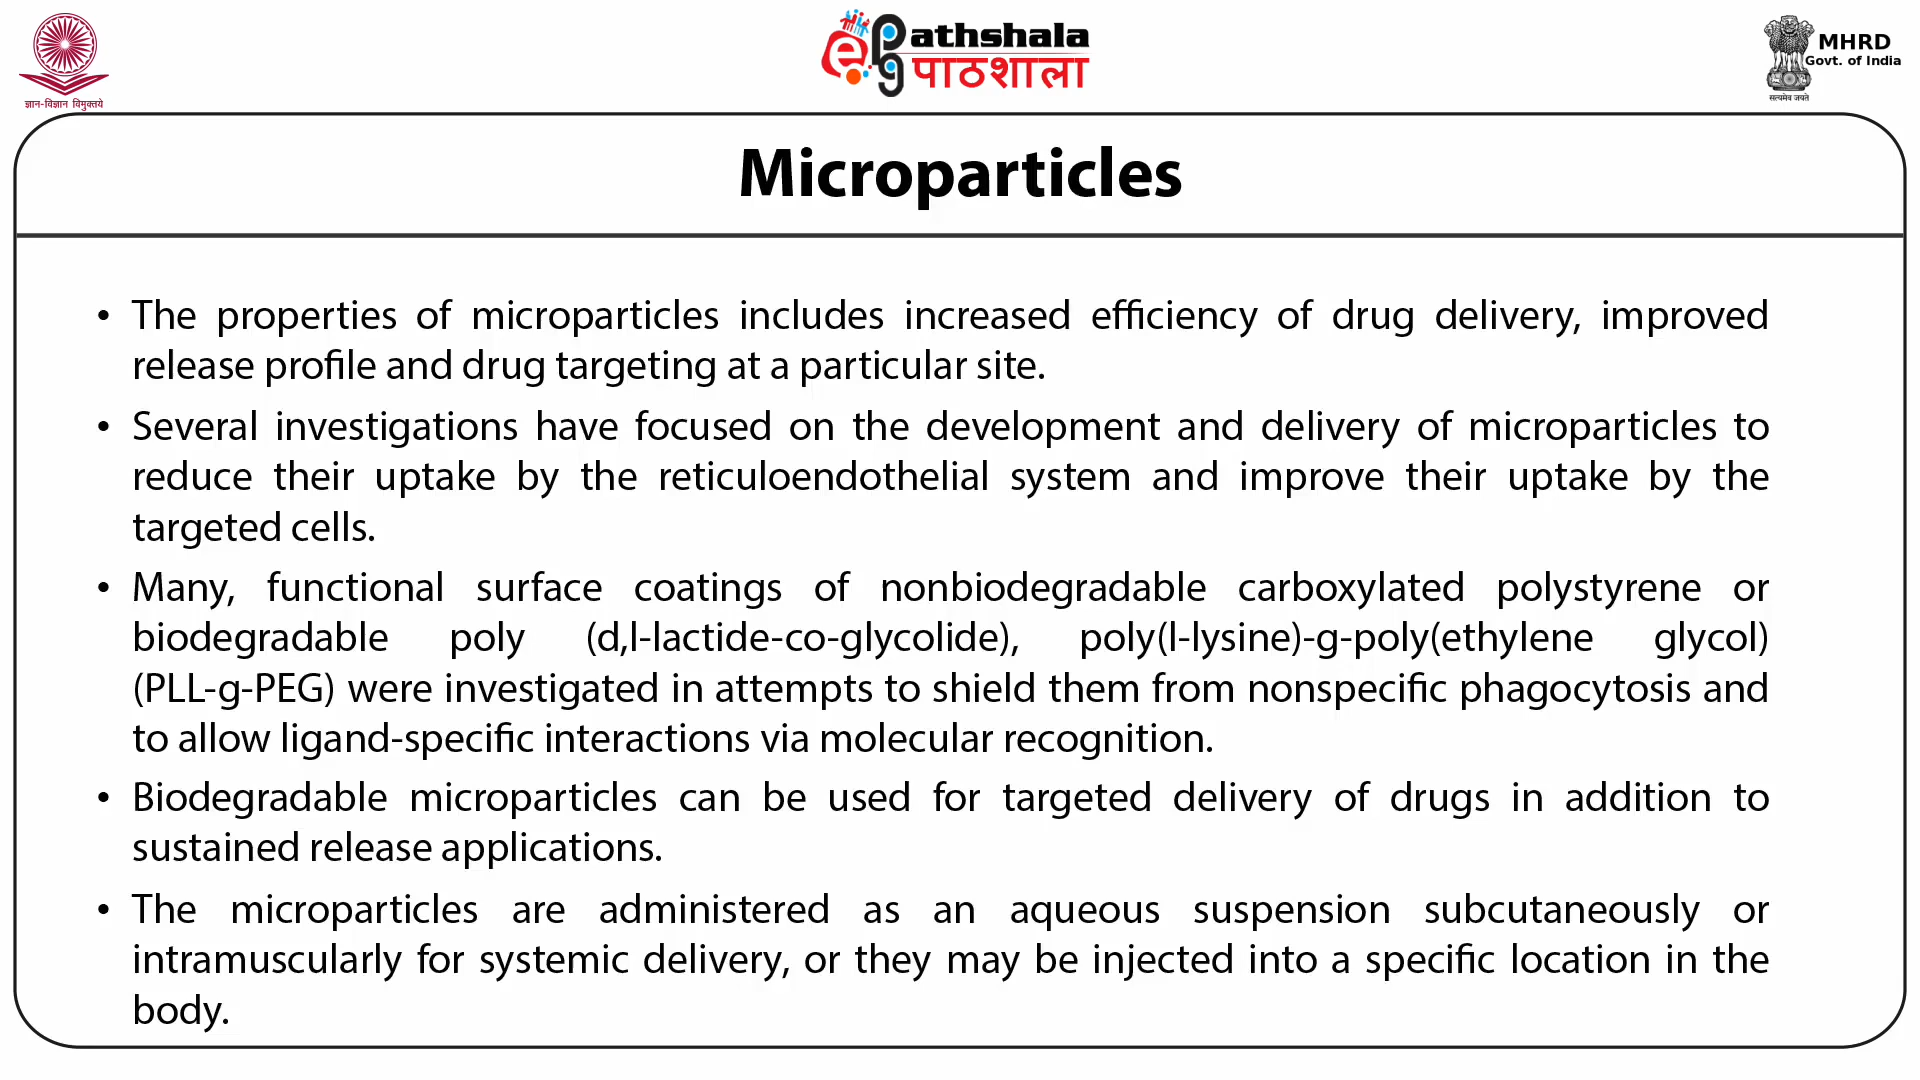 ज्ञान-विज्ञान विमुक्तये
ePathshala
पाठशाला
MHRD
Govt. of India
सत्यमेव जयते
Microparticles
• The properties of microparticles includes increased efficiency of drug delivery, improved
release profile and drug targeting at a particular site.
• Several investigations have focused on the development and delivery of microparticles to
reduce their uptake by the reticuloendothelial system and improve their uptake by the
targeted cells.
• Many, functional surface coatings of nonbiodegradable carboxylated polystyrene or
biodegradable poly (d,l-lactide-co-glycolide), poly(l-lysine)-g-poly(ethylene glycol)
(PLL-g-PEG) were investigated in attempts to shield them from nonspecific phagocytosis and
to allow ligand-specific interactions via molecular recognition.
• Biodegradable microparticles can be used for targeted delivery of drugs in addition to
sustained release applications.
• The microparticles are administered as an aqueous suspension subcutaneously or
intramuscularly for systemic delivery, or they may be injected into a specific location in the
body.